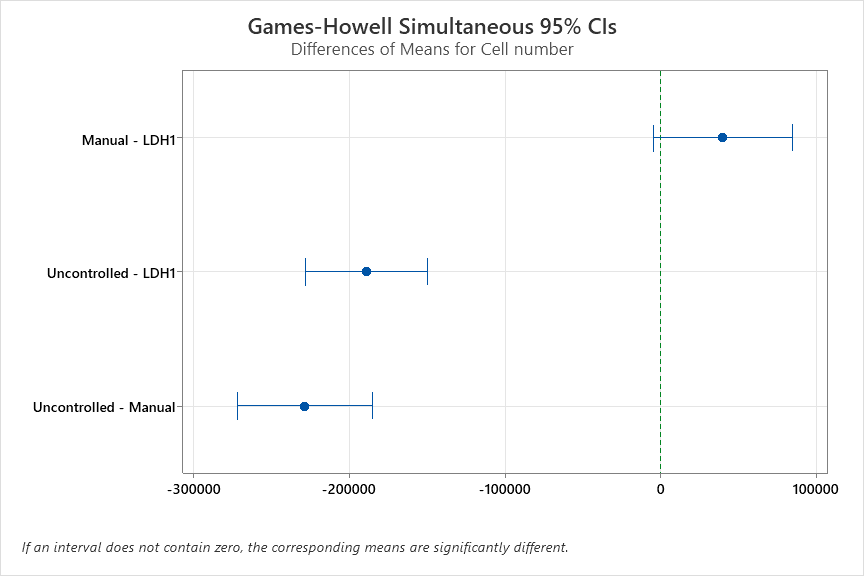 Games-Howell Simultaneous 95% CIs
Differences of Means for Cell number
Manual - LDH1
Uncontrolled - LDH1
Uncontrolled - Manual
-300000 -200000 -100000 0 100000
If an interval does not contain zero, the corresponding means are significantly different.